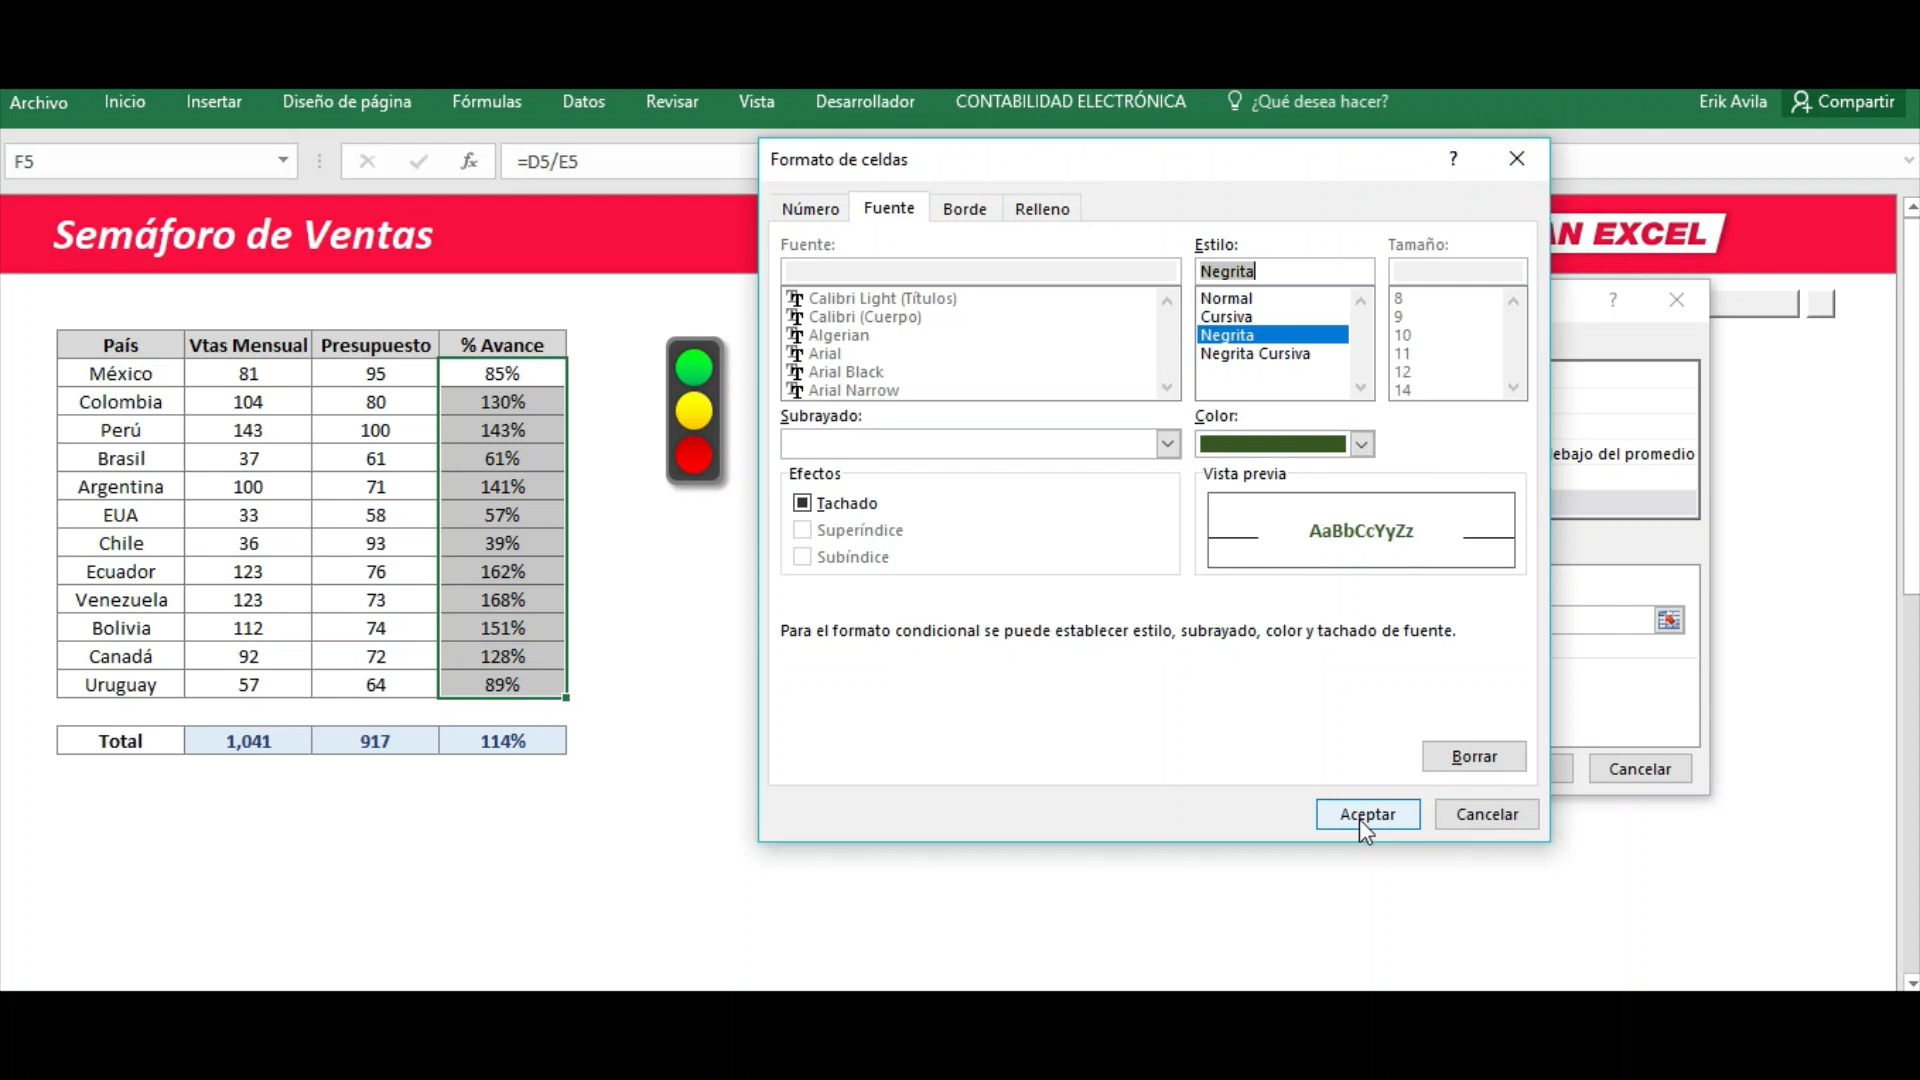 Archivo Inicio Insertar Diseño de página Fórmulas Datos Revisar Vista Desarrollador CONTABILIDAD ELECTRÓNICA ¿Qué desea hacer? Erik Avila Compartir
F5 fx =D5/E5
Semáforo de Ventas
AN EXCEL
País Vtas Mensual Presupuesto % Avance
México 81 95 85%
Colombia 104 80 130%
Perú 143 100 143%
Brasil 37 61 61%
Argentina 100 71 141%
EUA 33 58 57%
Chile 36 93 39%
Ecuador 123 76 162%
Venezuela 123 73 168%
Bolivia 112 74 151%
Canadá 92 72 128%
Uruguay 57 64 89%
Total 1,041 917 114%
Formato de celdas ?
Número Fuente Borde Relleno
Fuente: Estilo: Tamaño:
Negrita
Calibri Light (Títulos) Normal 8
Calibri (Cuerpo) Cursiva 9
Algerian Negrita 10
Arial Negrita Cursiva 11
Arial Black 12
Arial Narrow 14
Subrayado: Color:
Efectos Vista previa
Tachado
Superíndice
Subíndice
AaBbCcYyZz
Para el formato condicional se puede establecer estilo, subrayado, color y tachado de fuente.
Borrar
Aceptar Cancelar
?
ebajo del promedio
Cancelar